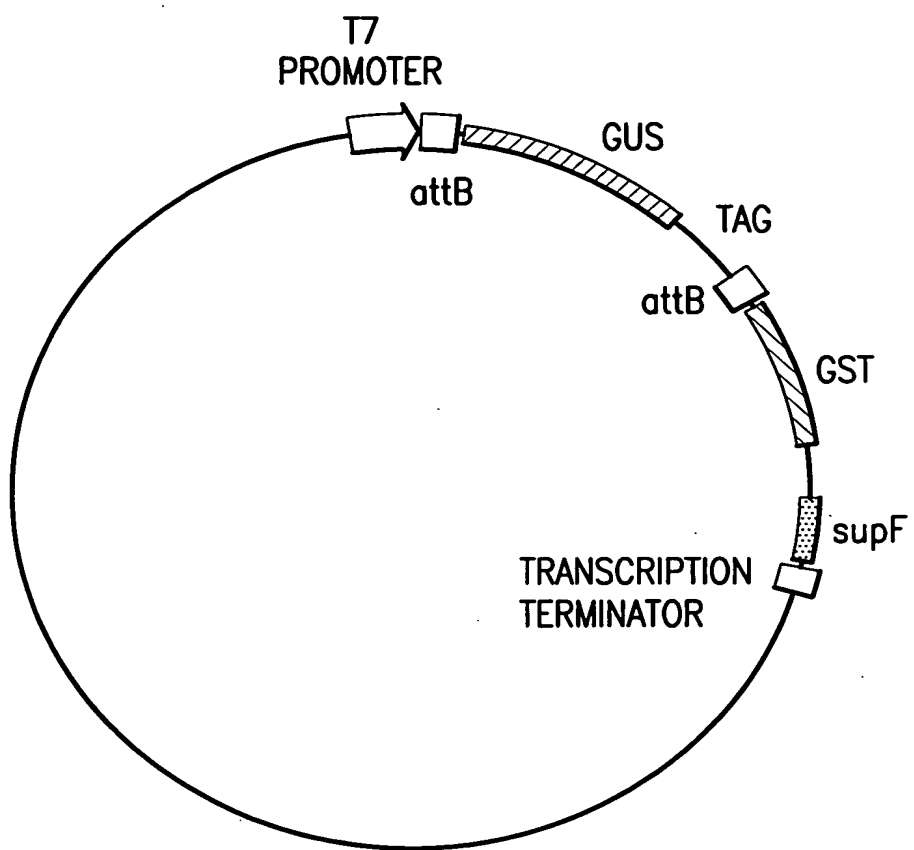 T7
PROMOTER
attB
GUS
TAG
attB
GST
supF
TRANSCRIPTION
TERMINATOR